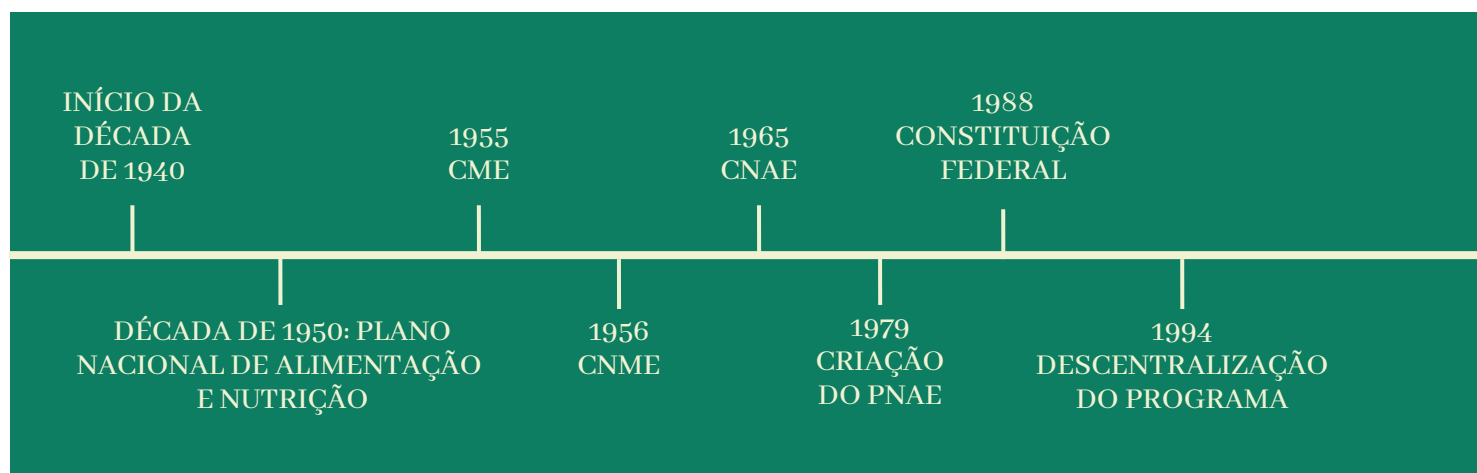 INÍCIO DA
DÉCADA
DE 1940
DÉCADA DE 1950: PLANO
NACIONAL DE ALIMENTAÇÃO
E NUTRIÇÃO
1955
CME
1956
CNME
1965
CNAE
1979
CRIAÇÃO
DO PNAE
1988
CONSTITUIÇÃO
FEDERAL
1994
DESCENTRALIZAÇÃO
DO PROGRAMA